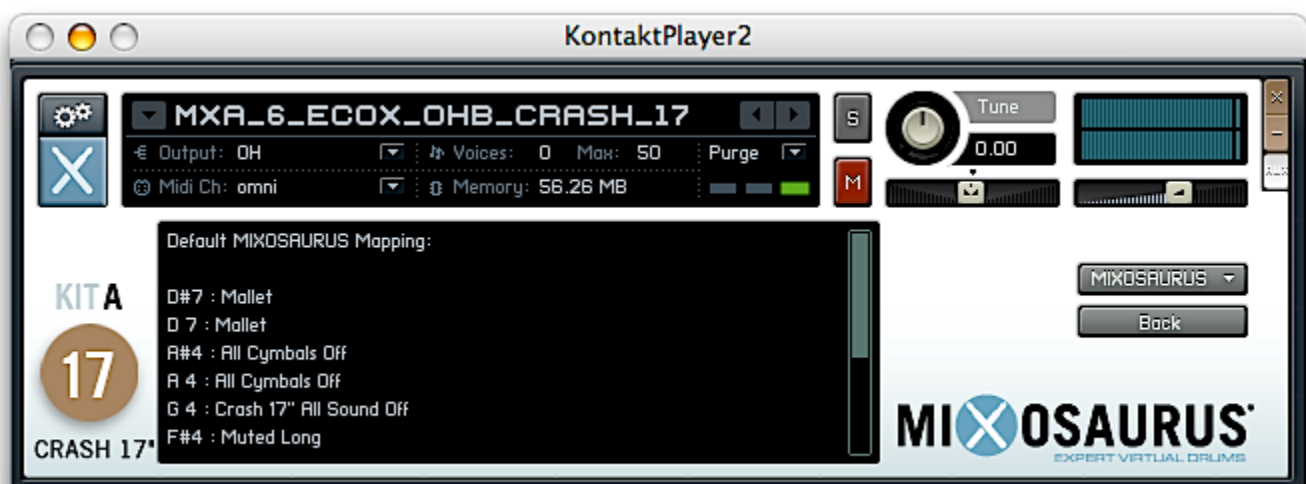 KontaktPlayer2
MXA_6_ECOX_OHB_CRASH_17
Output: OH
Voices: 0 Max: 50
Purge
Midi Ch: omni
Memory: 56.26 MB
S
M
Tune
0.00
Default MIXOSAURUS Mapping:
D#7 : Mallet
D 7 : Mallet
A#4 : All Cymbals Off
A 4 : All Cymbals Off
G 4 : Crash 17" All Sound Off
F#4 : Muted Long
KIT A
17
CRASH 17"
MIXOSAURUS
Back
MIXOSAURUS
EXPERT VIRTUAL DRUMS